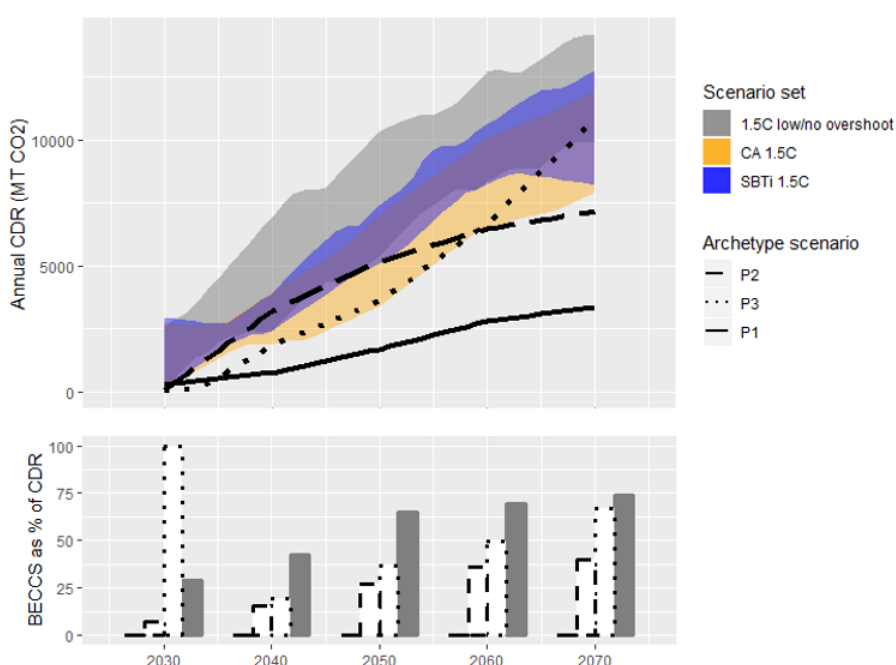 Annual CDR (MT CO2)
10000
5000
0
Scenario set
1.5C low/no overshoot
CA 1.5C
SBTi 1.5C
Archetype scenario
P2
P3
P1
BECCS as % of CDR
100
75
50
25
0
2030 2040 2050 2060 2070